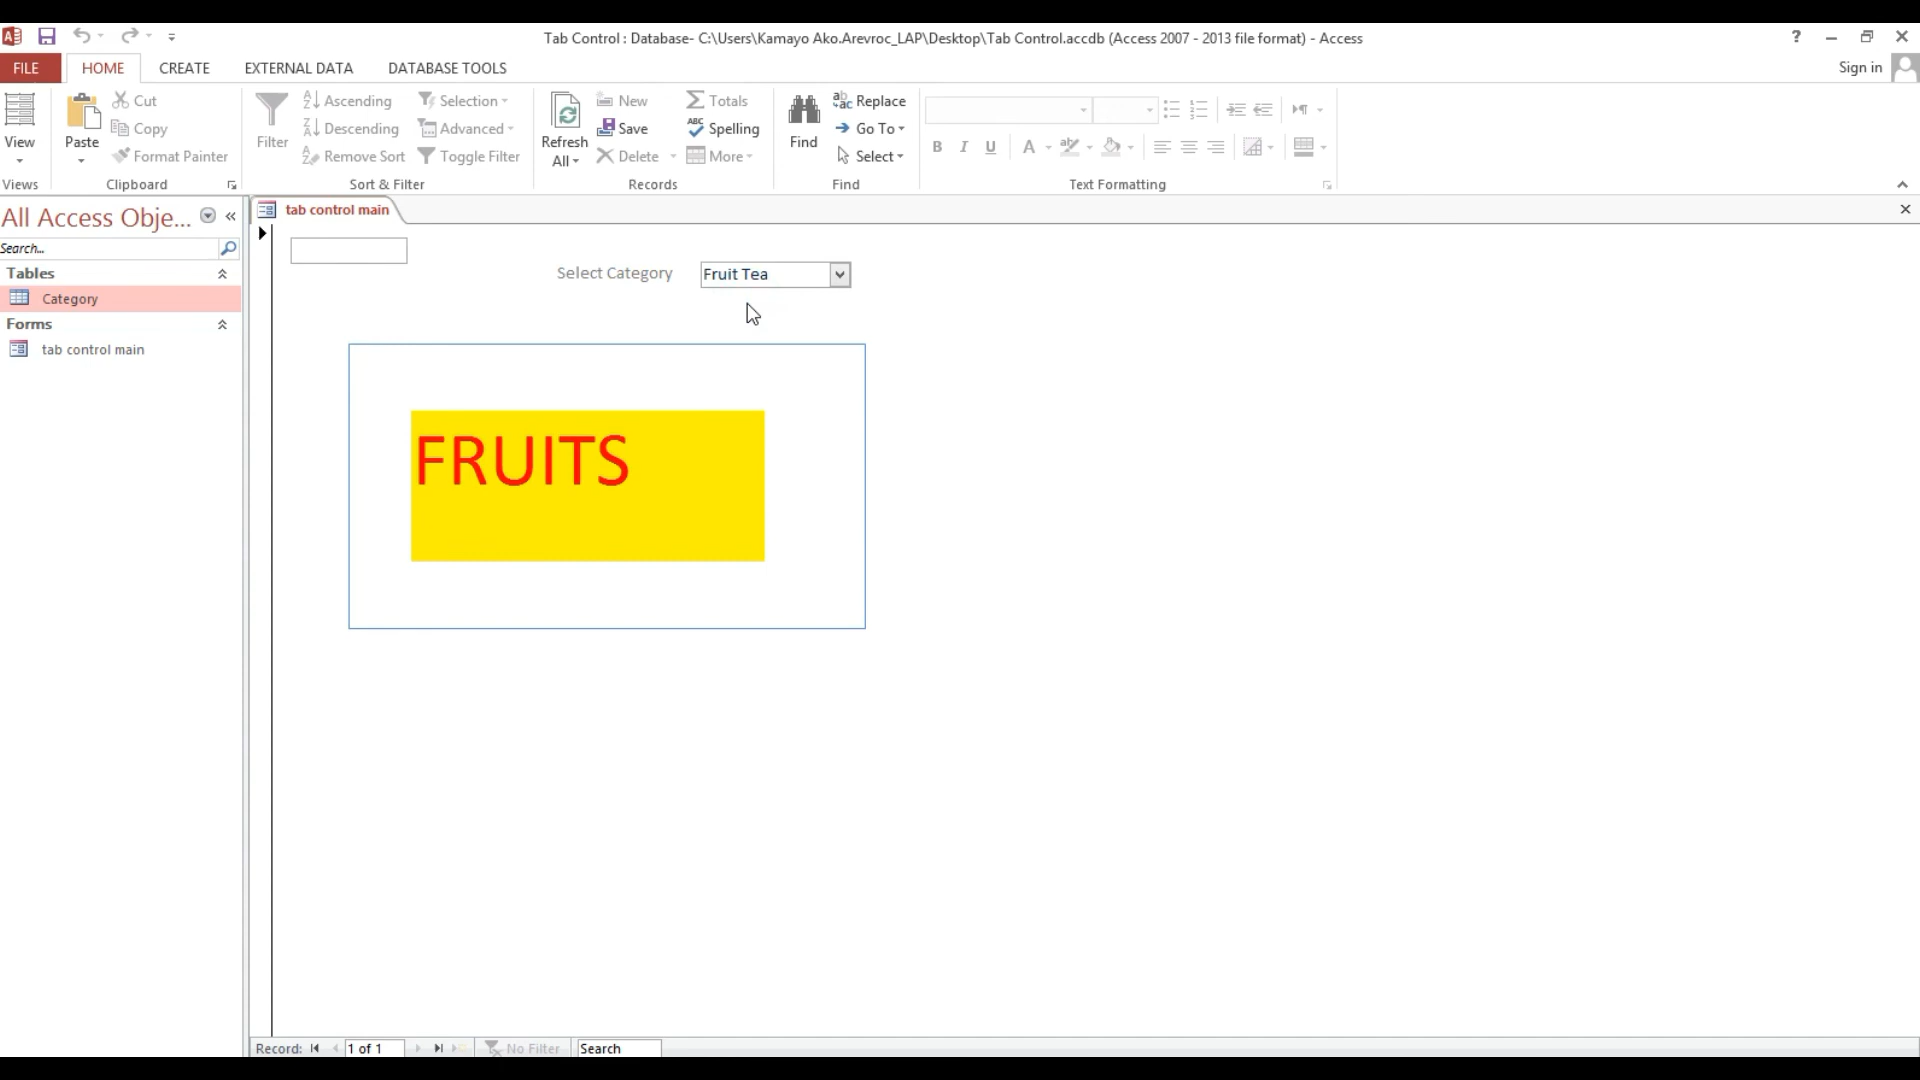 Tab Control : Database- C:\Users\Kamayo Ako.Arevroc_LAP\Desktop\Tab Control.accdb (Access 2007 - 2013 file format) - Access
?
FILE HOME CREATE EXTERNAL DATA DATABASE TOOLS
Sign in
View
Views
Paste
Cut
Copy
Format Painter
Clipboard
Filter
Ascending
Descending
Remove Sort
Selection
Advanced
Toggle Filter
Sort & Filter
Refresh
All
New
Save
Delete
Totals
Spelling
More
Records
Find
Replace
Go To
Select
Find
B I U A
Text Formatting
All Access Obje...
Search...
Tables
Category
Forms
tab control main
tab control main
Select Category Fruit Tea
FRUITS
Record: 1 of 1 No Filter Search